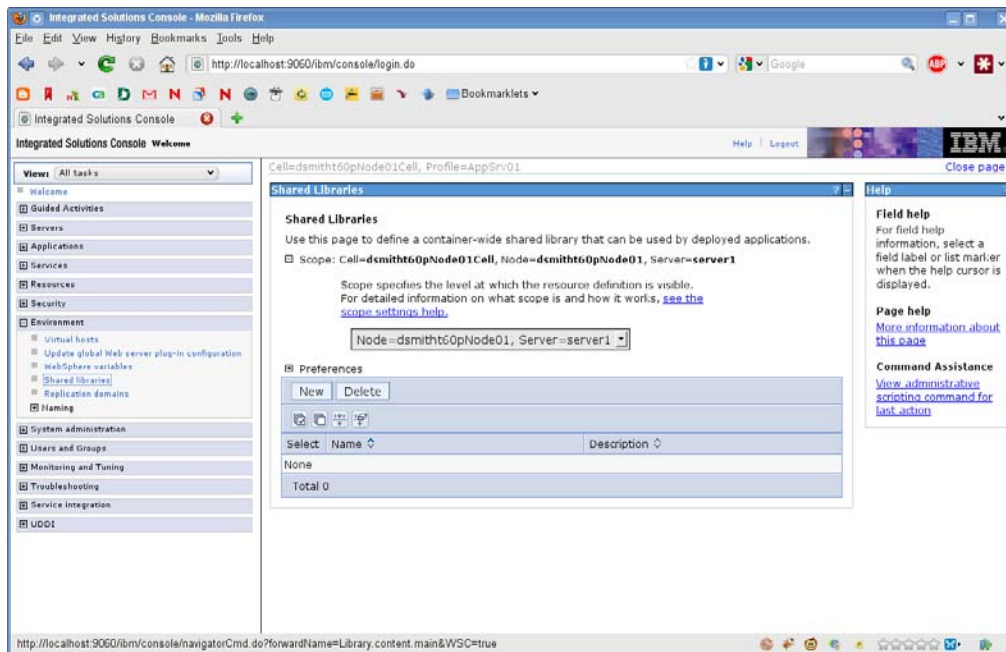 Integrated Solutions Console - Mozilla Firefox
File Edit View History Bookmarks Tools Help
http://localhost:9060/ibm/console/login.do
Google
ABP
Bookmarklets
Integrated Solutions Console
Integrated Solutions Console Welcome
Help | Logout
IBM.
View: All tasks
Welcome
Guided Activities
Servers
Applications
Services
Resources
Security
Environment
Virtual hosts
Update global Web server plug-in configuration
WebSphere variables
Shared libraries
Replication domains
Naming
System administration
Users and Groups
Monitoring and Tuning
Troubleshooting
Service integration
UDDI
Cell=dsmitht60pNode01Cell, Profile=AppSrv01
Close page
Shared Libraries
Shared Libraries
Use this page to define a container-wide shared library that can be used by deployed applications.
Scope: Cell=dsmitht60pNode01Cell, Node=dsmitht60pNode01, Server=server1
Scope specifies the level at which the resource definition is visible.
For detailed information on what scope is and how it works, see the
scope settings help.
Node=dsmitht60pNode01, Server=server1
Preferences
New Delete
Select Name Description
None
Total 0
Help
Field help
For field help
information, select a
field label or list marker
when the help cursor is
displayed.
Page help
More information about
this page
Command Assistance
View administrative
scripting command for
last action
http://localhost:9060/ibm/console/navigatorCmd.do?forwardName=Library.content.main&WSC=true